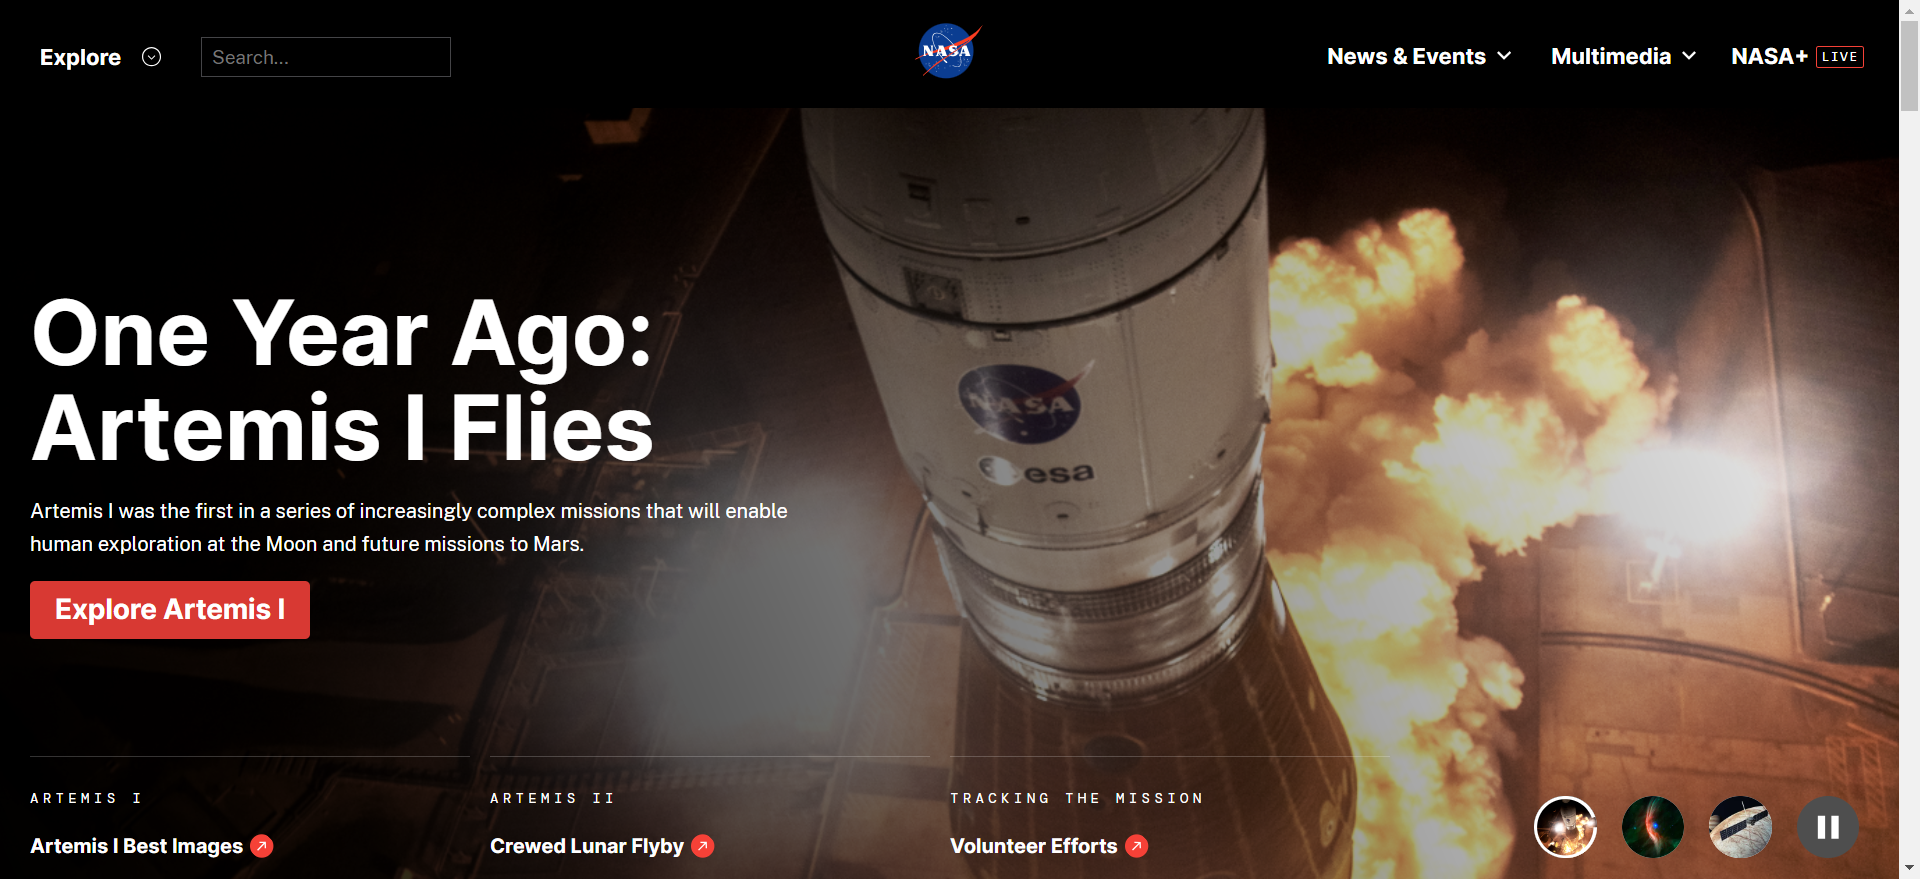 Explore
Search...
NASA
News & Events
Multimedia
NASA+ LIVE
One Year Ago:
Artemis I Flies
NASA
esa
Artemis I was the first in a series of increasingly complex missions that will enable
human exploration at the Moon and future missions to Mars.
Explore Artemis I
ARTEMIS I
Artemis I Best Images
ARTEMIS II
Crewed Lunar Flyby
TRACKING THE MISSION
Volunteer Efforts